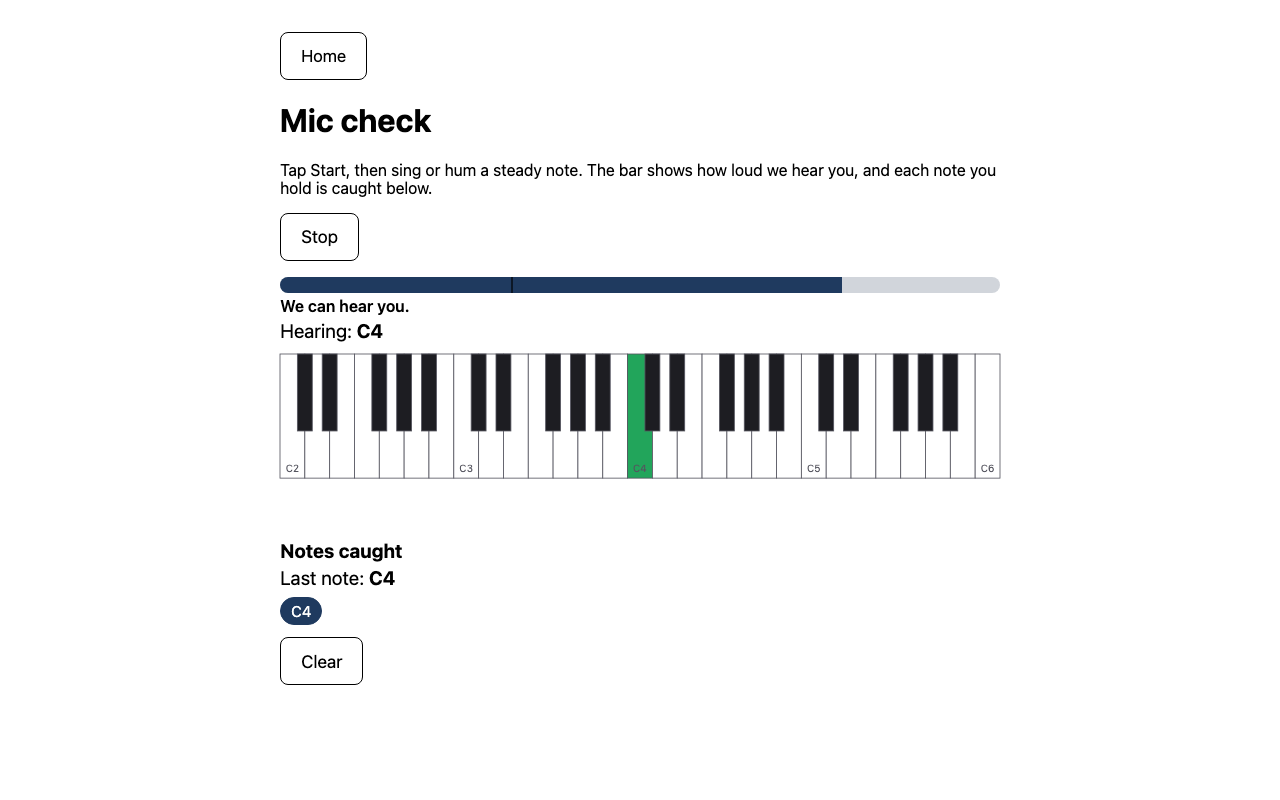 Home
Mic check
Tap Start, then sing or hum a steady note. The bar shows how loud we hear you, and each note you
hold is caught below.
Stop
We can hear you.
Hearing: C4
C2 C3 C4 C5 C6
Notes caught
Last note: C4
C4
Clear